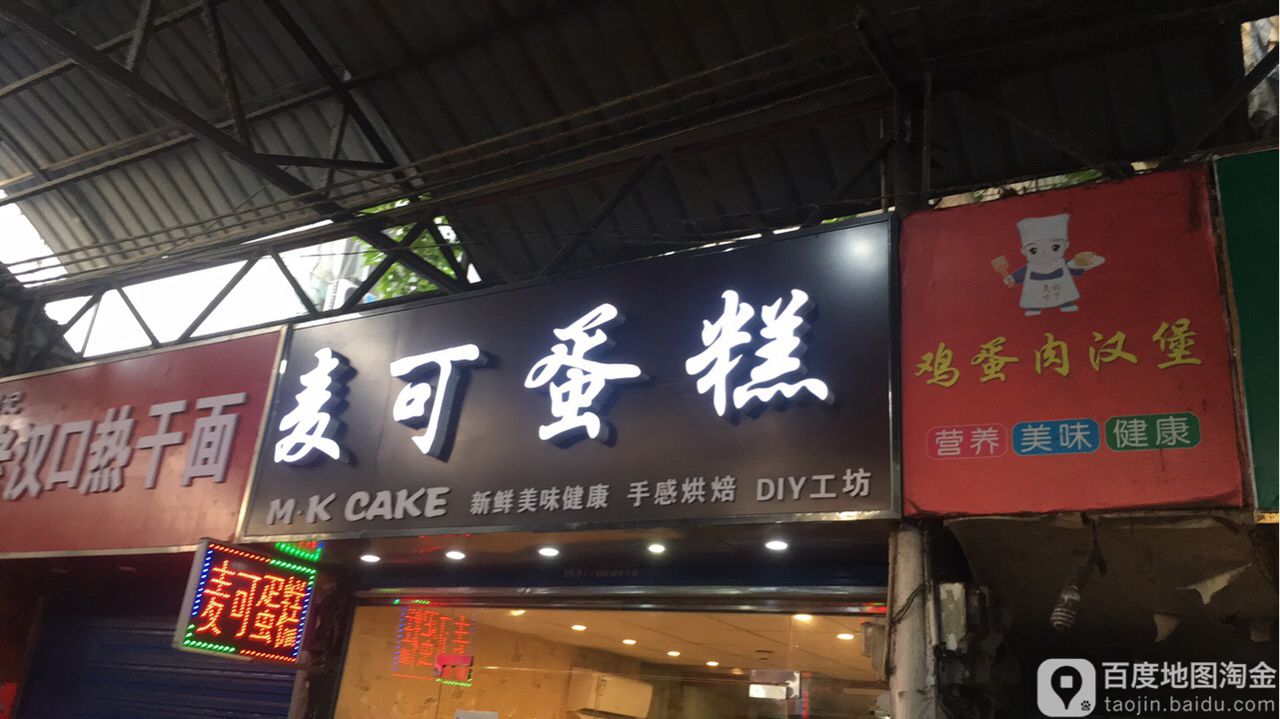 汉口热干面
麦可蛋糕
M·K CAKE 新鲜美味健康 手感烘焙 DIY工坊
麦可蛋糕
鸡蛋肉汉堡
营养 美味 健康
百度地图淘金
taojin.baidu.com